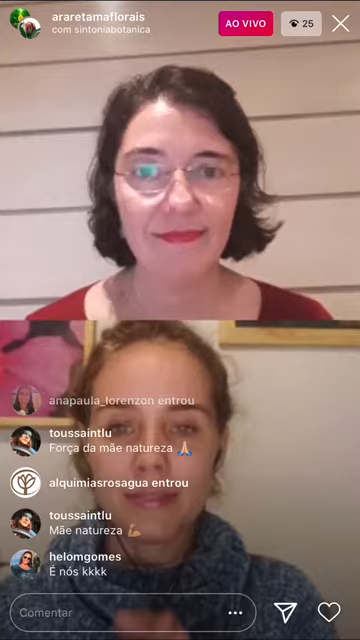 araretamaflorais
com sintoniabotanica
AO VIVO
25
anapaula_lorenzon entrou
toussaintlu
Força da mãe natureza 🙏🏼
alquimiasrosagua entrou
toussaintlu
Mãe natureza 💪🏼
helomgomes
É nós kkkk
Comentar